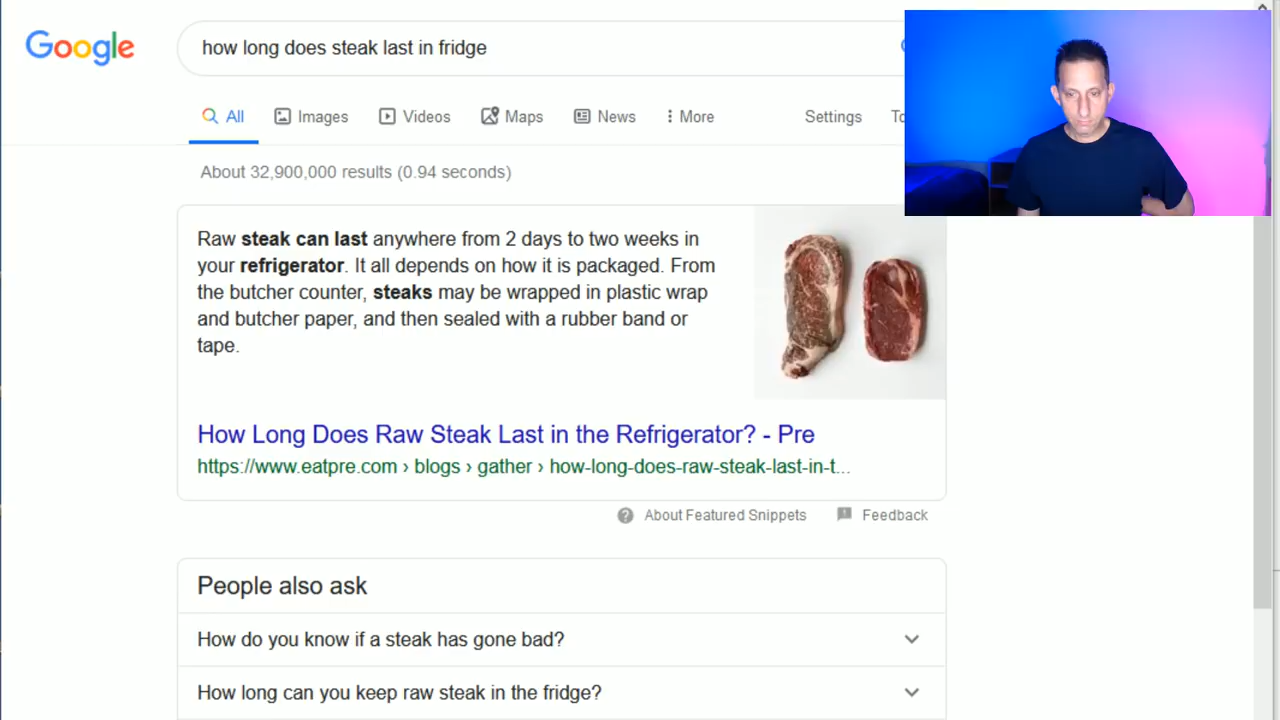 Google
how long does steak last in fridge
All Images Videos Maps News More Settings
About 32,900,000 results (0.94 seconds)
Raw steak can last anywhere from 2 days to two weeks in
your refrigerator. It all depends on how it is packaged. From
the butcher counter, steaks may be wrapped in plastic wrap
and butcher paper, and then sealed with a rubber band or
tape.
How Long Does Raw Steak Last in the Refrigerator? - Pre
https://www.eatpre.com › blogs › gather › how-long-does-raw-steak-last-in-t...
About Featured Snippets Feedback
People also ask
How do you know if a steak has gone bad?
How long can you keep raw steak in the fridge?